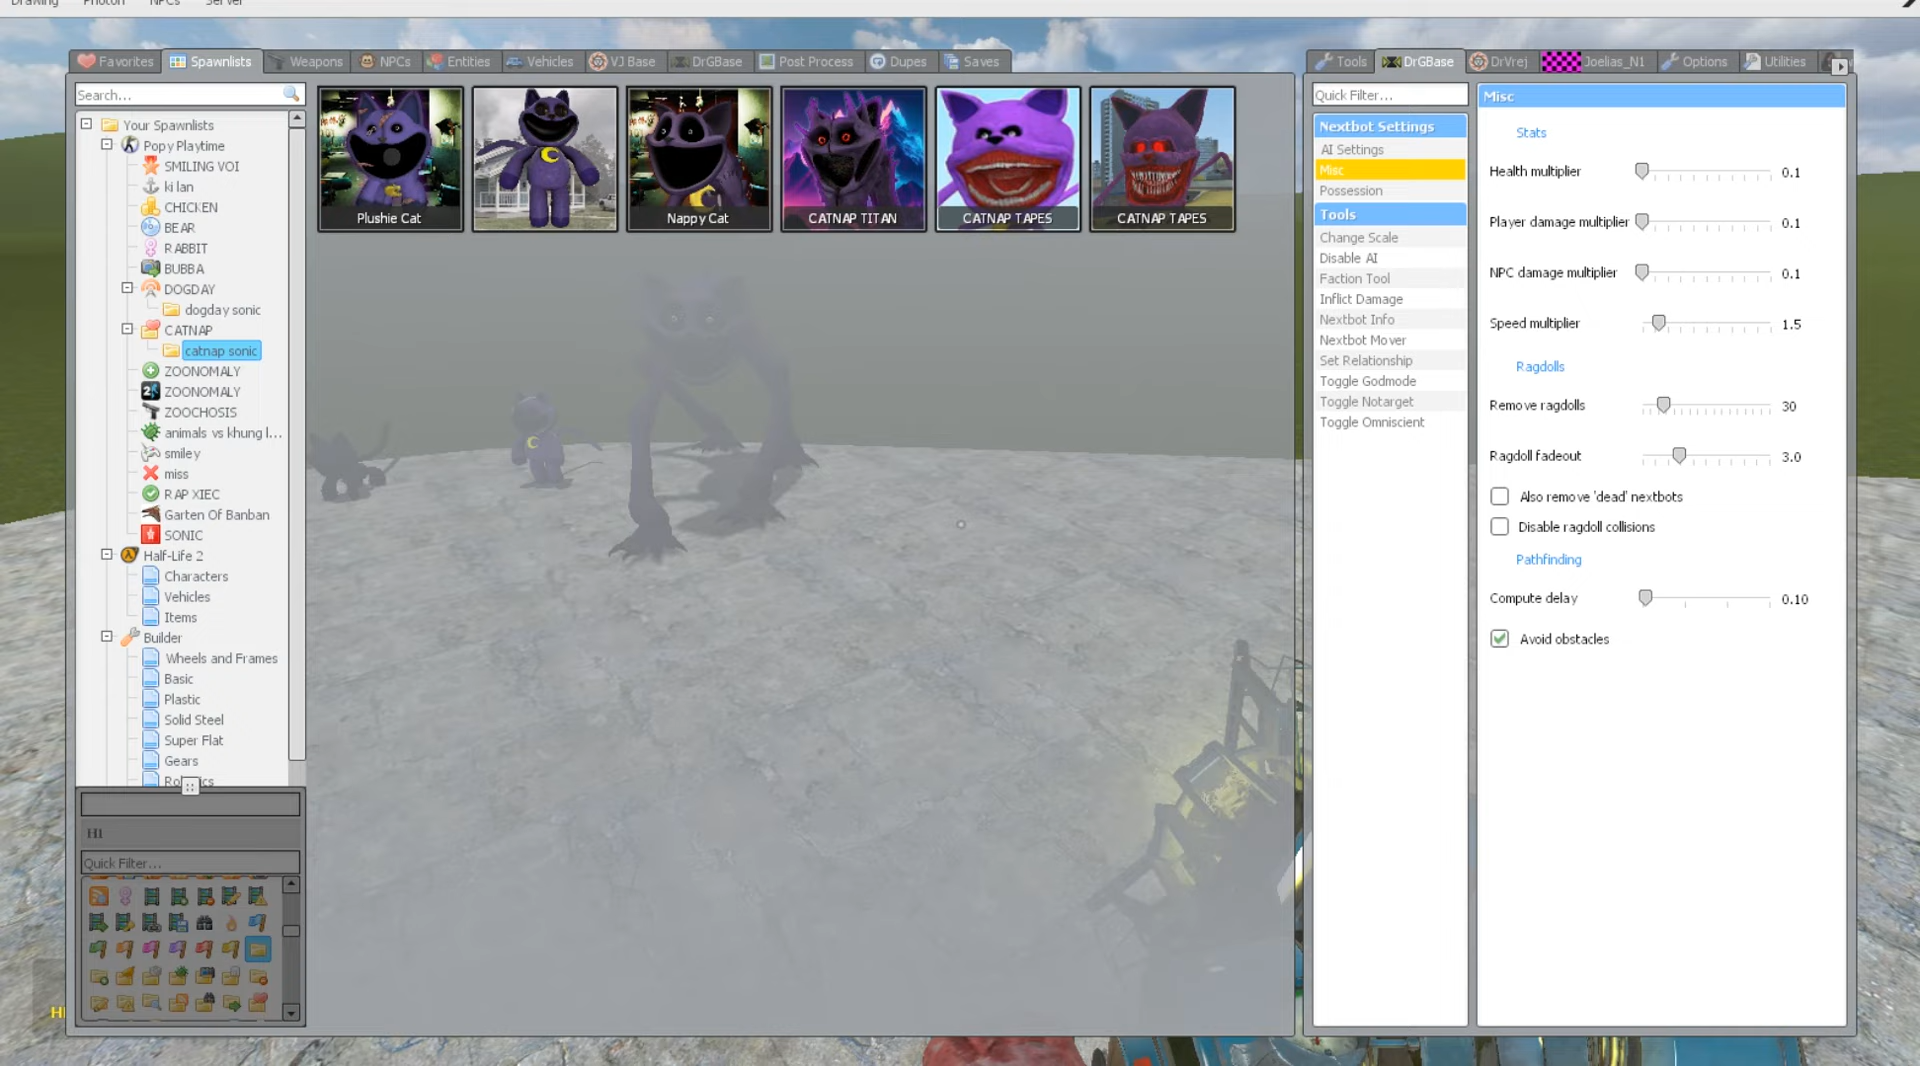 Drawing Photon NPCs Server
Favorites Spawnlists Weapons NPCs Entities Vehicles VJ Base DrGBase Post Process Dupes Saves
Search...
Your Spawnlists
Popy Playtime
SMILING VOI
ki lan
CHICKEN
BEAR
RABBIT
BUBBA
DOGDAY
dogday sonic
CATNAP
catnap sonic
ZOONOMALY
ZOONOMALY
ZOOCHOSIS
animals vs khung l...
smiley
miss
RAP XIEC
Garten Of Banban
SONIC
Half-Life 2
Characters
Vehicles
Items
Builder
Wheels and Frames
Basic
Plastic
Solid Steel
Super Flat
Gears
H1
Quick Filter...
Plushie Cat
Nappy Cat
CATNAP TITAN
CATNAP TAPES
CATNAP TAPES
Tools DrGBase DrVrej Joelias_N1 Options Utilities
Quick Filter...
Nextbot Settings
AI Settings
Misc
Possession
Tools
Change Scale
Disable AI
Faction Tool
Inflict Damage
Nextbot Info
Nextbot Mover
Set Relationship
Toggle Godmode
Toggle Notarget
Toggle Omniscient
Misc
Stats
Health multiplier 0.1
Player damage multiplier 0.1
NPC damage multiplier 0.1
Speed multiplier 1.5
Ragdolls
Remove ragdolls 30
Ragdoll fadeout 3.0
Also remove 'dead' nextbots
Disable ragdoll collisions
Pathfinding
Compute delay 0.10
Avoid obstacles